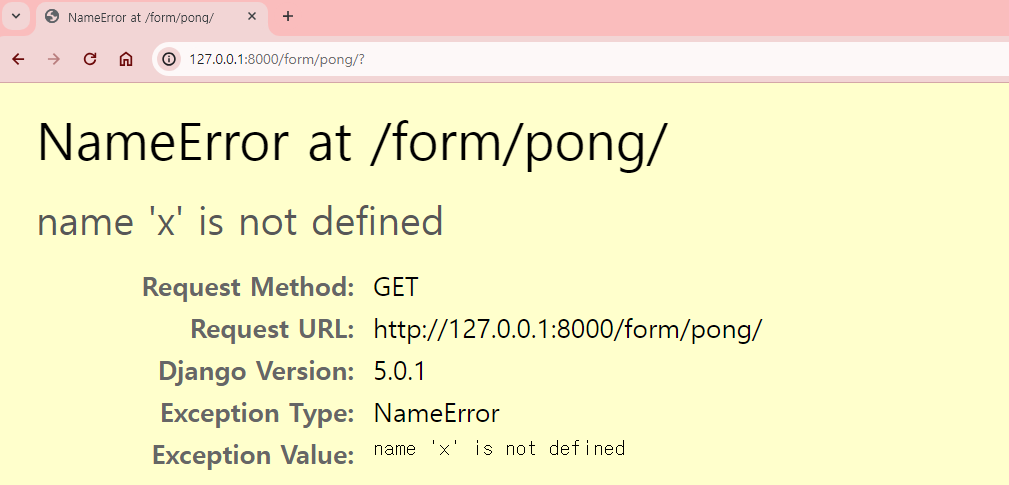 NameError at /form/pong/
127.0.0.1:8000/form/pong/?
NameError at /form/pong/
name 'x' is not defined
Request Method: GET
Request URL: http://127.0.0.1:8000/form/pong/
Django Version: 5.0.1
Exception Type: NameError
Exception Value: name 'x' is not defined